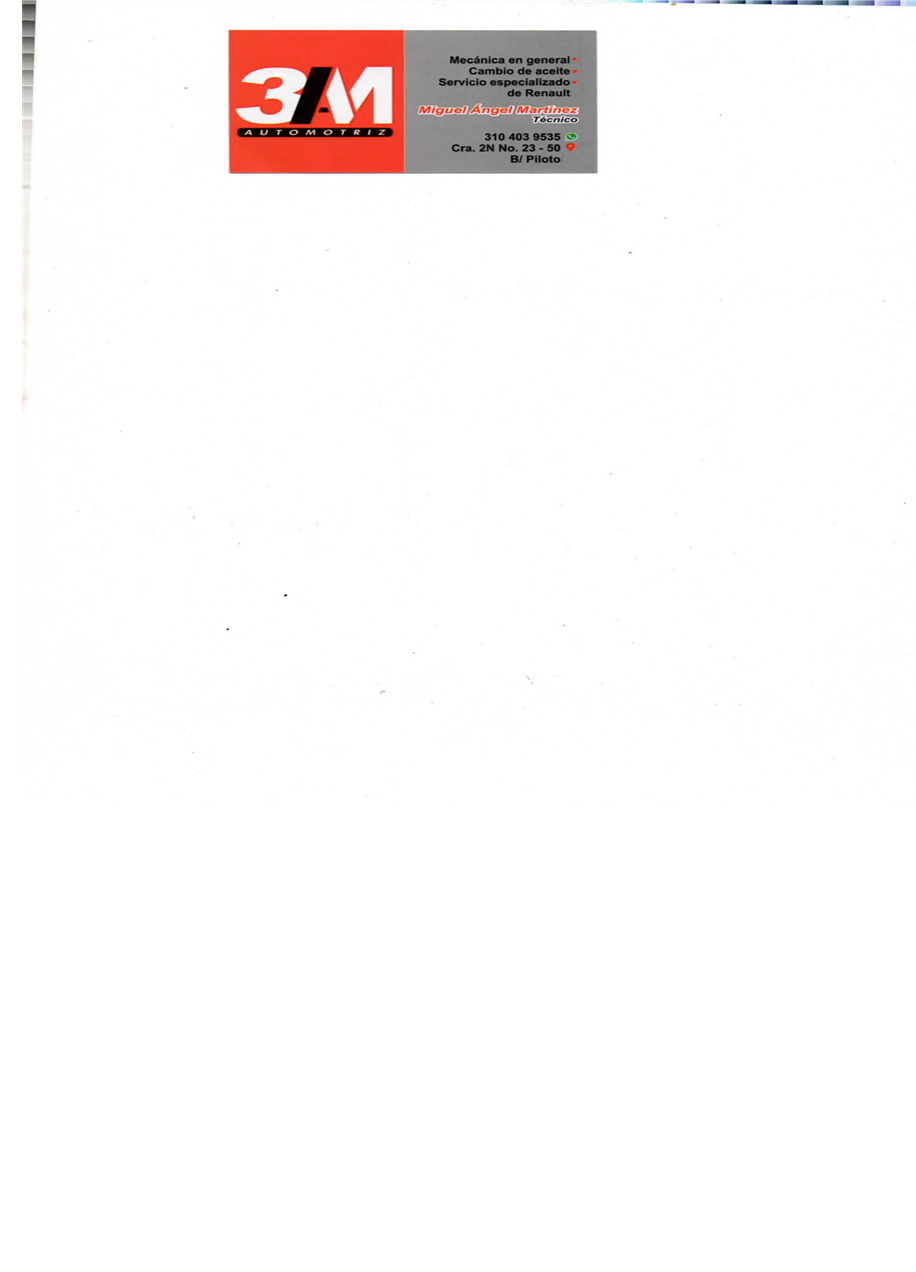 3AM
AUTOMOTRIZ
Mecánica en general
Cambio de aceite
Servicio especializado
de Renault
Miguel Ángel Martínez
Técnico
310 403 9535
Cra. 2N No. 23 - 50
B/ Piloto